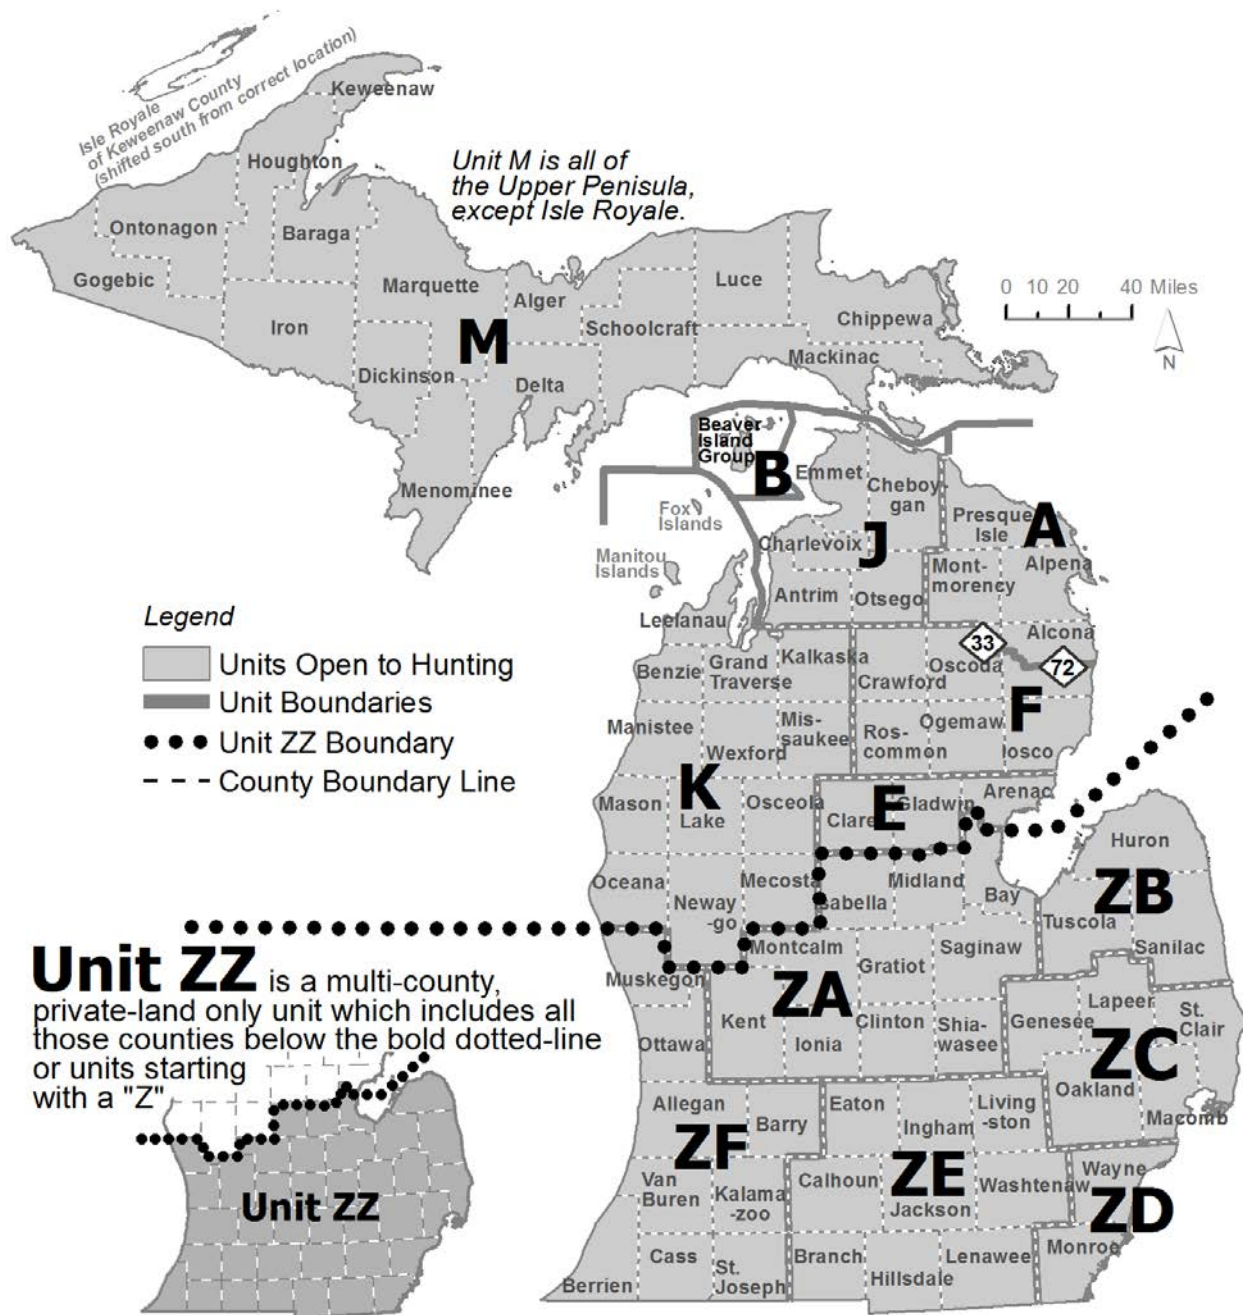 Isle Royale
of Keweenaw County
(shifted south from correct location)
Keweenaw
Houghton
Unit M is all of
the Upper Penisula,
except Isle Royale.
Ontonagon
Baraga
Gogebic
Marquette
Alger
Luce
0 10 20 40 Miles
Iron
M
Schoolcraft
Chippewa
N
Dickinson
Delta
Mackinac
Beaver
Island
Group
B
Emmet
Menominee
Cheboy-
gan
Fox
Islands
Presque
Isle
A
Charlevoix
J
Manitou
Islands
Mont-
morency
Alpena
Antrim
Otsego
Legend
Leelanau
Alcona
Units Open to Hunting
Benzie
Grand
Traverse
Kalkaska
Crawford
Oscoda
33
72
Unit Boundaries
Manistee
Mis-
saukee
Ros-
common
Ogemaw
F
Unit ZZ Boundary
Wexford
Iosco
County Boundary Line
K
Mason
Lake
Osceola
Clare
E
Gladwin
Arenac
Huron
Oceana
Mecosta
Isabella
Midland
Bay
ZB
Neway
-go
Tuscola
Montcalm
Saginaw
Sanilac
Unit ZZ is a multi-county,
private-land only unit which includes all
those counties below the bold dotted-line
or units starting
with a "Z"
Muskegon
ZA
Gratiot
Lapeer
St.
Clair
Kent
Clinton
Shia-
wasee
Genesee
Ottawa
Ionia
ZC
Oakland
Macomb
Allegan
Barry
Eaton
Ingham
Living
-ston
ZF
Wayne
Van
Buren
Kalama
-zoo
Calhoun
ZE
Jackson
Washtenaw
Unit ZZ
ZD
Cass
St.
Joseph
Branch
Hillsdale
Lenawee
Monroe
Berrien